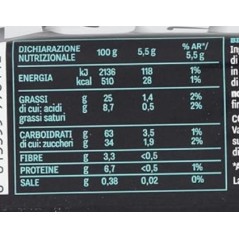 DICHIARAZIONE NUTRIZIONALE 100 g 5,5 g % AR*/ 5,5 g
ENERGIA kJ 2136 118 1%
kcal 510 28 1%
GRASSI g 25 1,4 2%
di cui: acidi grassi saturi g 8,7 0,5 2%
CARBOIDRATI g 63 3,5 1%
di cui: zuccheri g 34 1,9 2%
FIBRE g 3,3 <0,5
PROTEINE g 6,7 <0,5 1%
SALE g 0,38 0,02 0%